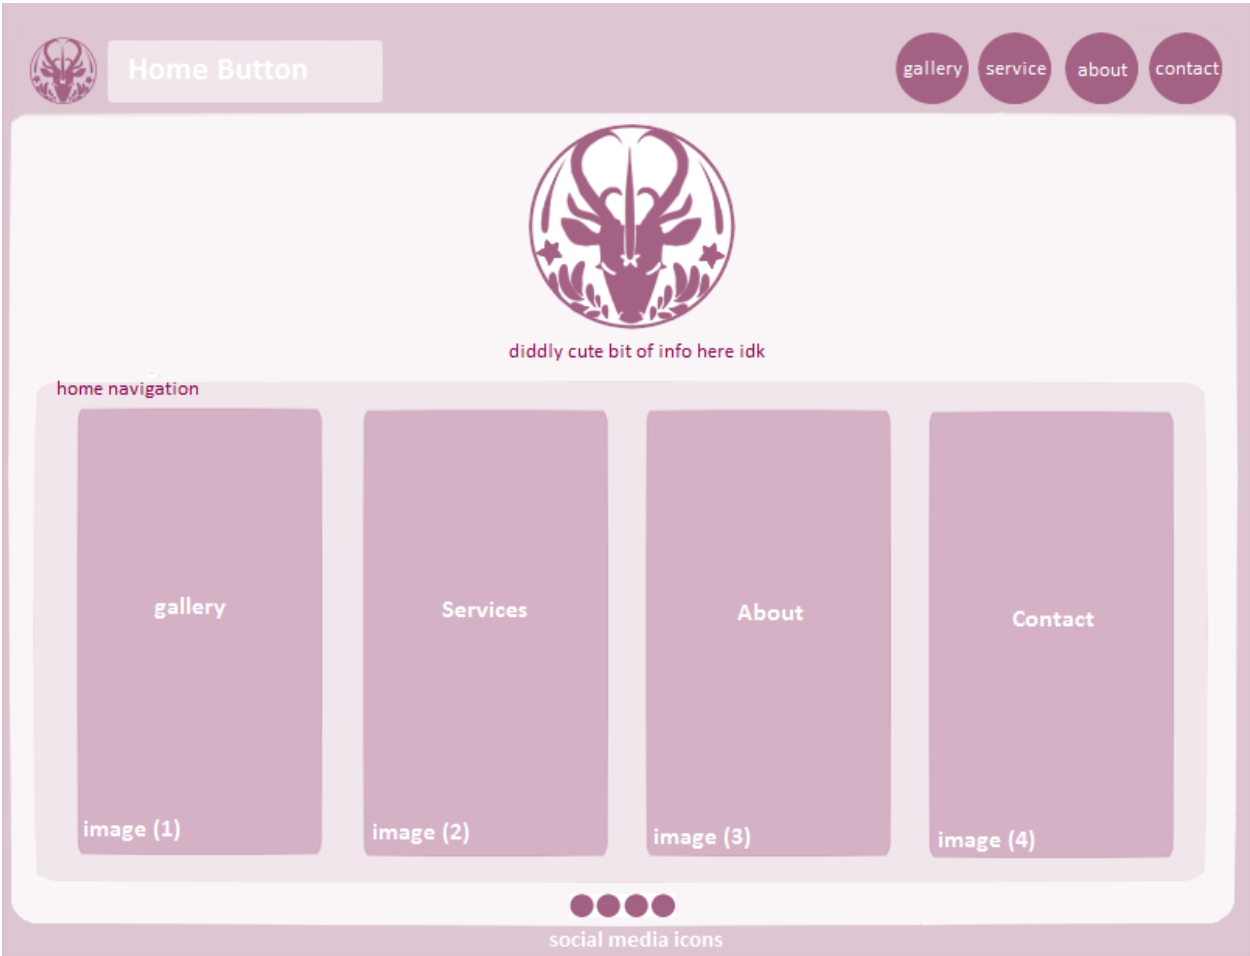 Home Button
gallery
service
about
contact
diddly cute bit of info here idk
home navigation
gallery
Services
About
Contact
image (1)
image (2)
image (3)
image (4)
social media icons